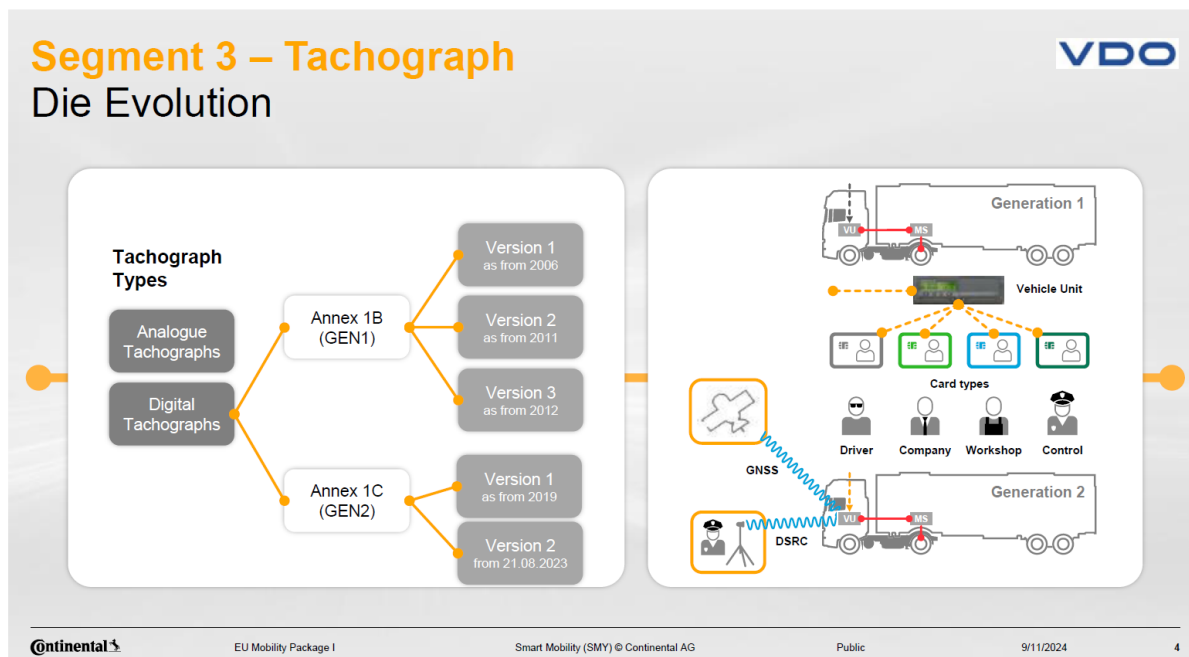 Segment 3 – Tachograph
Die Evolution
VDO
Tachograph
Types
Analogue
Tachographs
Digital
Tachographs
Annex 1B
(GEN1)
Annex 1C
(GEN2)
Version 1
as from 2006
Version 2
as from 2011
Version 3
as from 2012
Version 1
as from 2019
Version 2
from 21.08.2023
Generation 1
VU
MS
Vehicle Unit
Card types
Driver
Company
Workshop
Control
GNSS
Generation 2
VU
MS
DSRC
Continental
EU Mobility Package I
Smart Mobility (SMY) © Continental AG
Public
9/11/2024
4